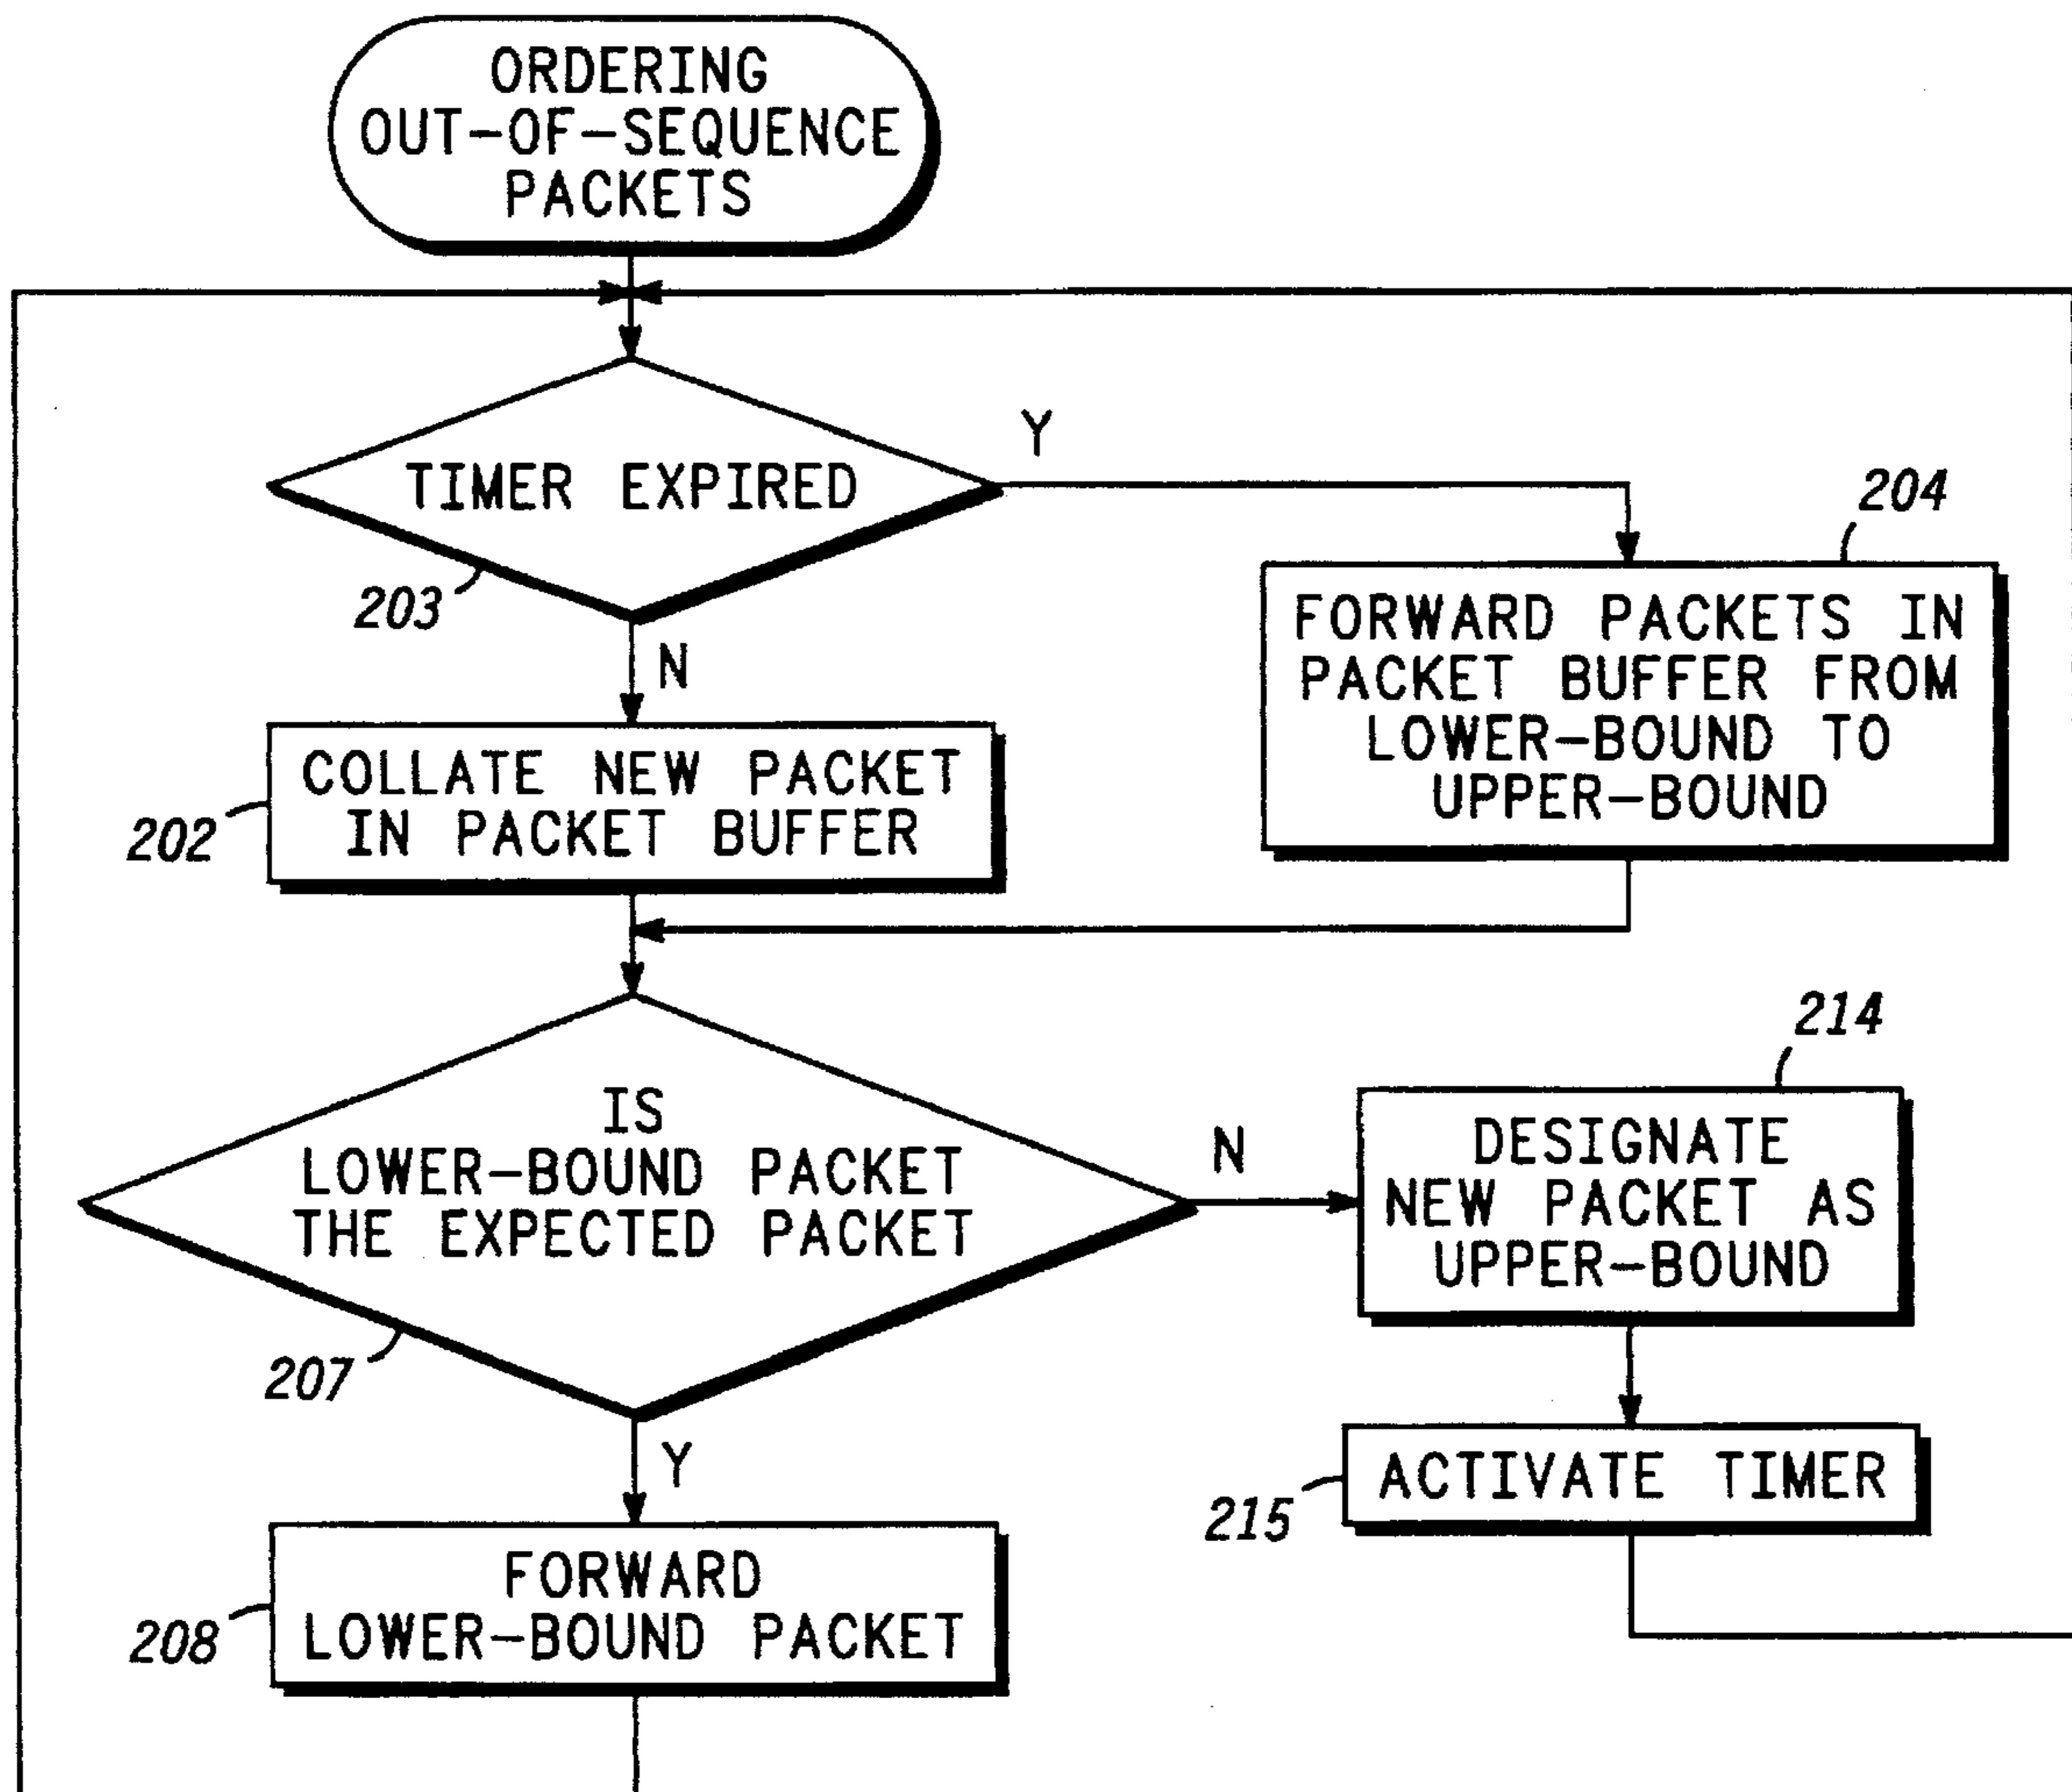 ORDERING
OUT-OF-SEQUENCE
PACKETS
TIMER EXPIRED
Y
203
N
204
FORWARD PACKETS IN
PACKET BUFFER FROM
LOWER-BOUND TO
UPPER-BOUND
COLLATE NEW PACKET
IN PACKET BUFFER
202
IS
LOWER-BOUND PACKET
THE EXPECTED PACKET
207
N
214
DESIGNATE
NEW PACKET AS
UPPER-BOUND
Y
ACTIVATE TIMER
215
FORWARD
LOWER-BOUND PACKET
208